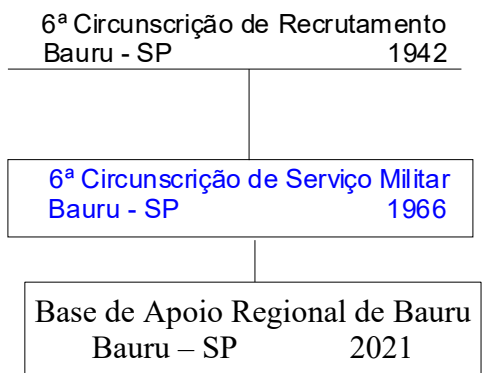 6ª Circunscrição de Recrutamento
Bauru - SP 1942
6ª Circunscrição de Serviço Militar
Bauru - SP 1966
Base de Apoio Regional de Bauru
Bauru – SP 2021